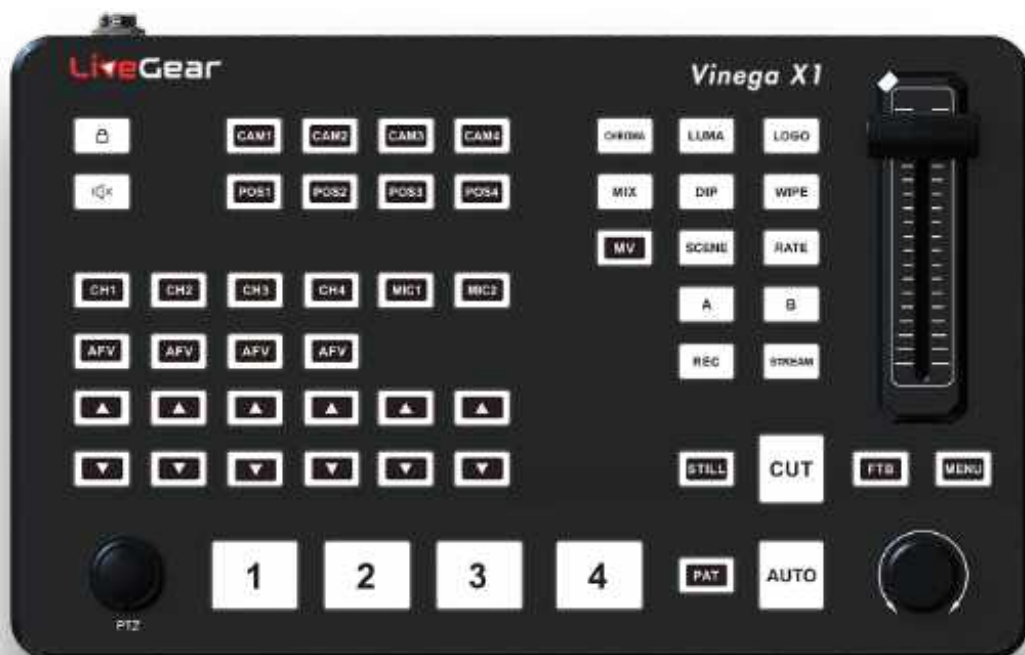 LiveGear
Vinega X1
CAM1 CAM2 CAM3 CAM4
CHROMA LUMA LOGO
POS1 POS2 POS3 POS4
MIX DIP WIPE
MV SCENE RATE
CH1 CH2 CH3 CH4 MIC1 MIC2
A B
AFV AFV AFV AFV
REC STREAM
STILL CUT FTB MENU
1 2 3 4
PAT AUTO
PTZ